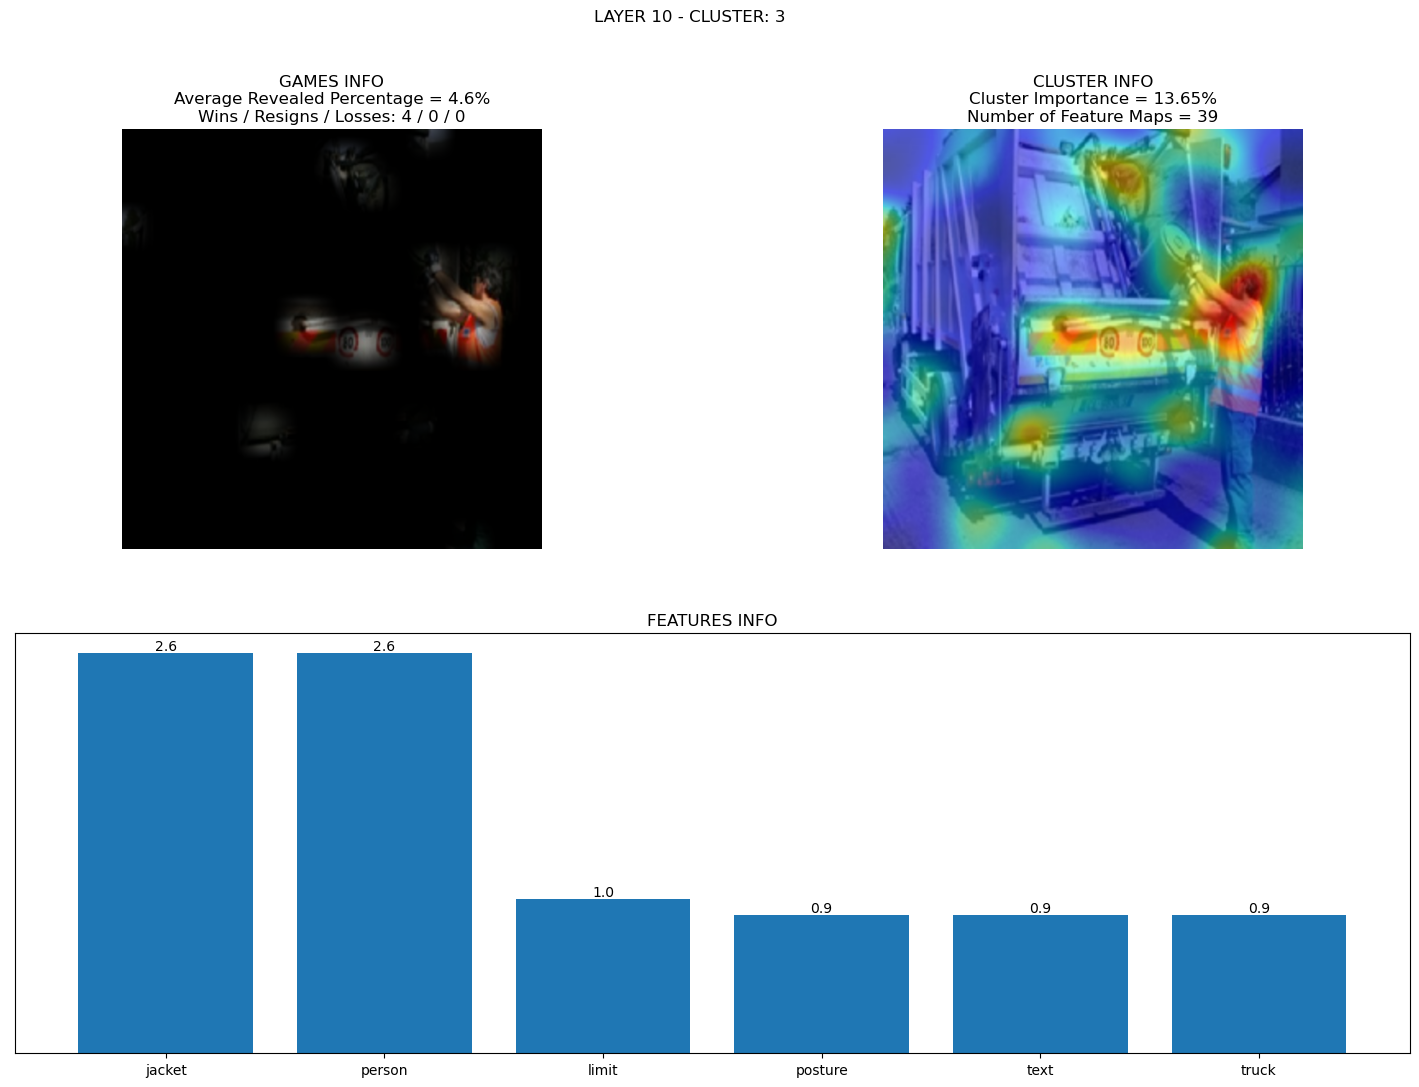 LAYER 10 - CLUSTER: 3
GAMES INFO
Average Revealed Percentage = 4.6%
Wins / Resigns / Losses: 4 / 0 / 0
CLUSTER INFO
Cluster Importance = 13.65%
Number of Feature Maps = 39
FEATURES INFO
2.6
2.6
1.0
0.9
0.9
0.9
jacket
person
limit
posture
text
truck